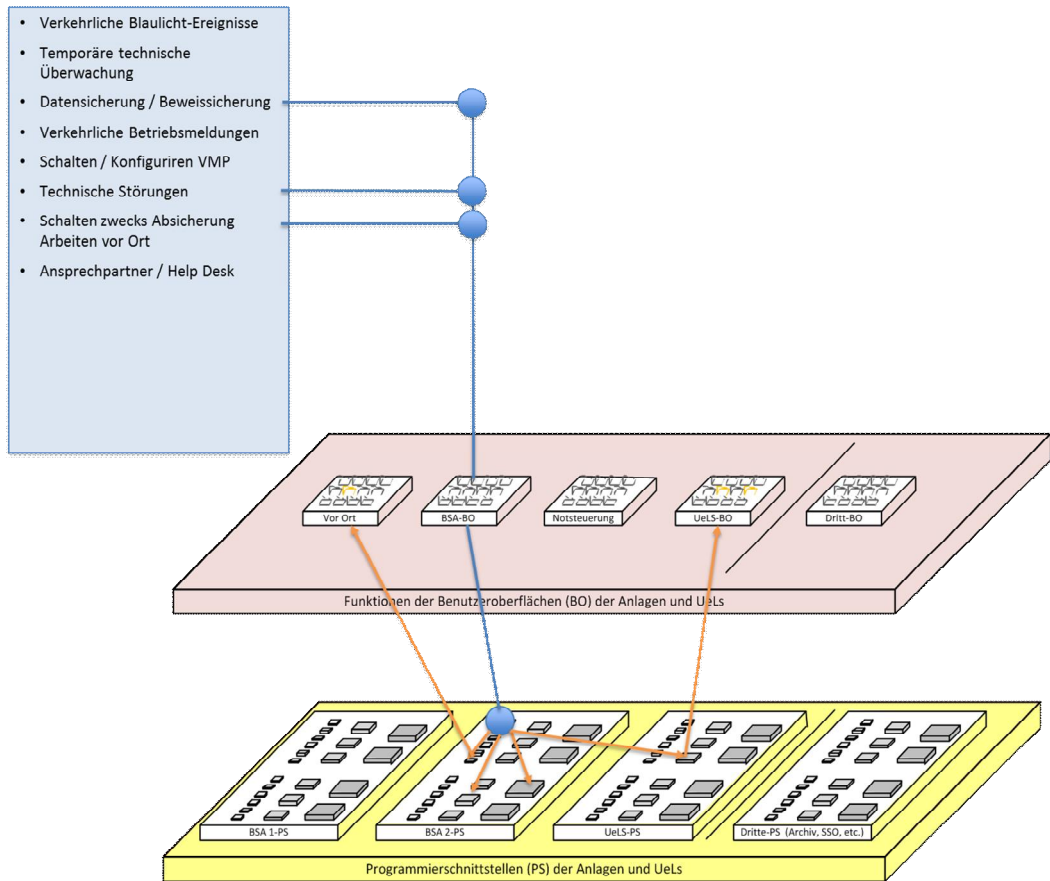 • Verkehrliche Blaulicht-Ereignisse
• Temporäre technische
Überwachung
• Datensicherung / Beweissicherung
• Verkehrliche Betriebsmeldungen
• Schalten / Konfiguriren VMP
• Technische Störungen
• Schalten zwecks Absicherung
Arbeiten vor Ort
• Ansprechpartner / Help Desk
Vor Ort
BSA-BO
Notsteuerung
UeLS-BO
Dritt-BO
Funktionen der Benutzeroberflächen (BO) der Anlagen und UeLs
BSA 1-PS
BSA 2-PS
UeLS-PS
Dritte-PS (Archiv, SSO, etc.)
Programmierschnittstellen (PS) der Anlagen und UeLs